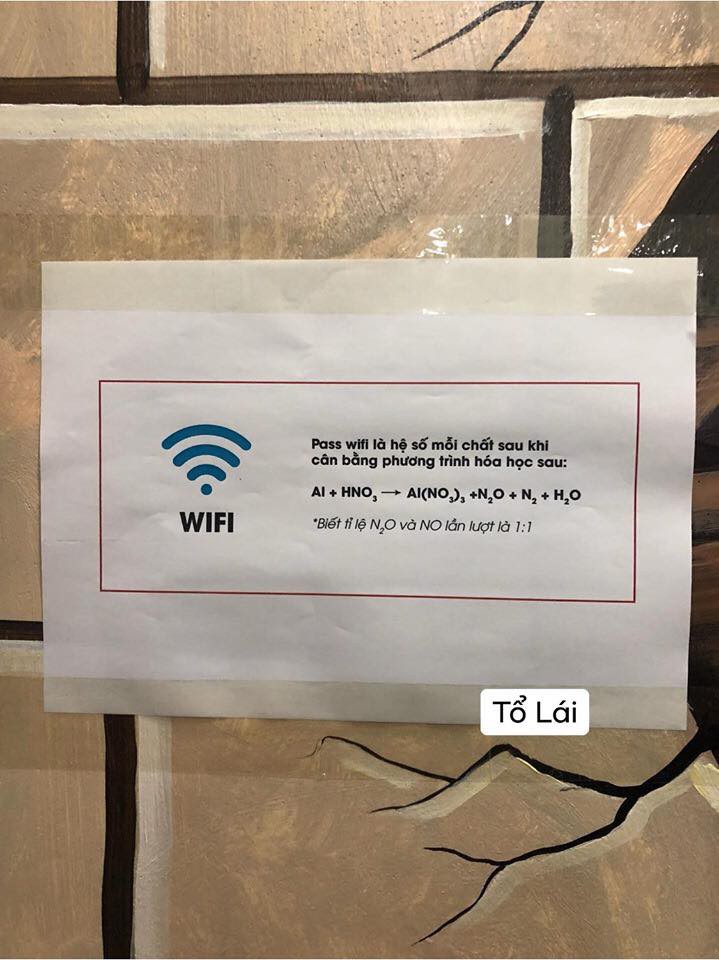 Pass wifi là hệ số mỗi chất sau khi
cân bằng phương trình hóa học sau:
Al + HNO₃ → Al(NO₃)₃ +N₂O + N₂ + H₂O
*Biết tỉ lệ N₂O và NO lần lượt là 1:1
WIFI
Tổ Lái